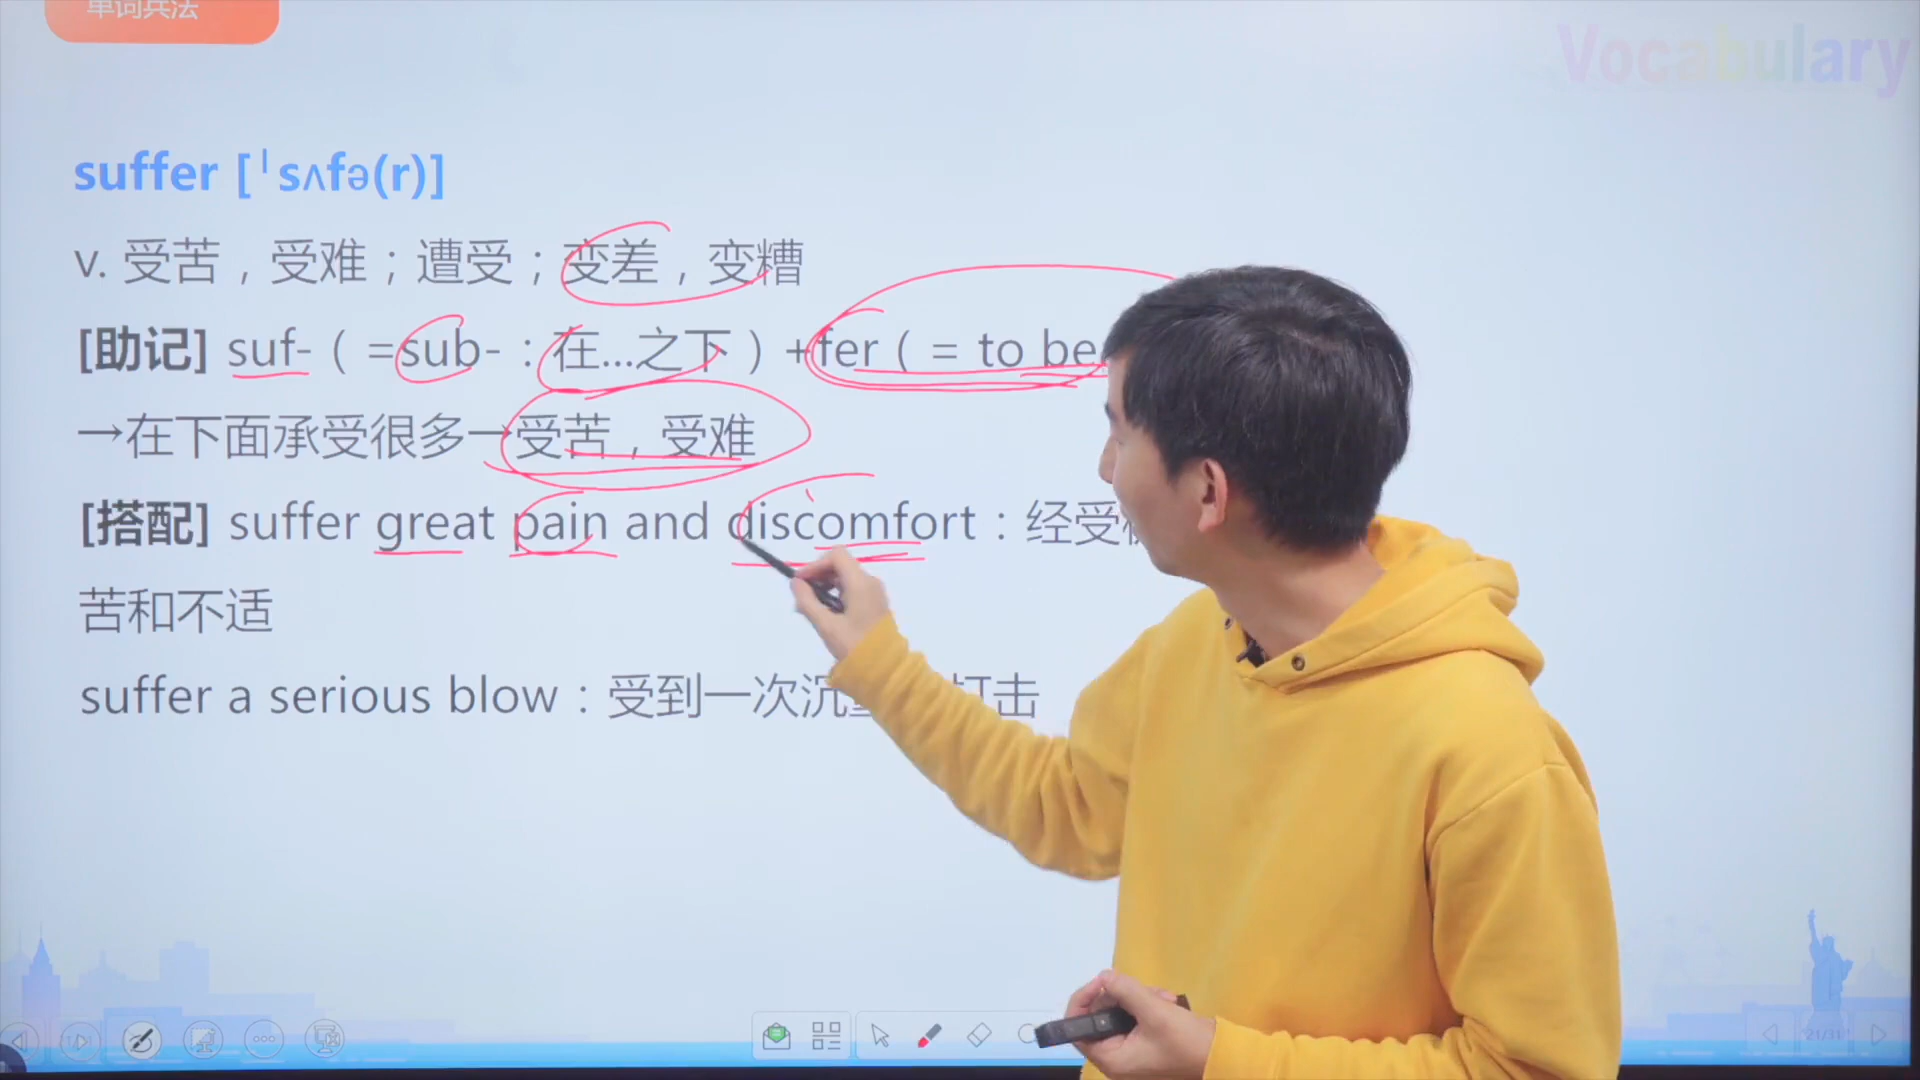 单词兵法
Vocabulary
suffer [ˈsʌfə(r)]
v. 受苦，受难；遭受；变差，变糟
[助记] suf-（=sub-：在...之下）+fer（= to be
→在下面承受很多→受苦，受难
[搭配] suffer great pain and discomfort：经受
苦和不适
suffer a serious blow：受到一次沉 打击
21/31